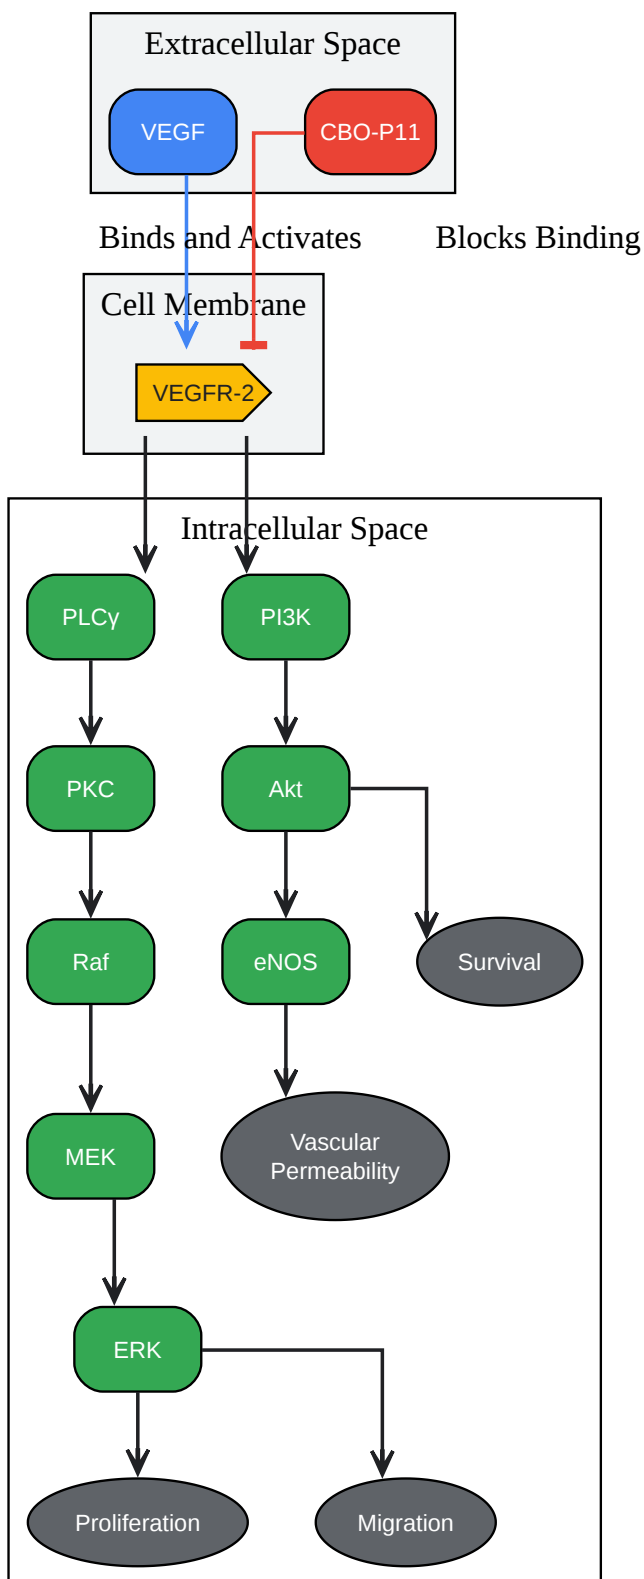 Extracellular Space
VEGF
CBO-P11
Binds and Activates
Blocks Binding
Cell Membrane
VEGFR-2
Intracellular Space
PLCγ
PI3K
PKC
Akt
Raf
eNOS
Survival
MEK
Vascular
Permeability
ERK
Proliferation
Migration